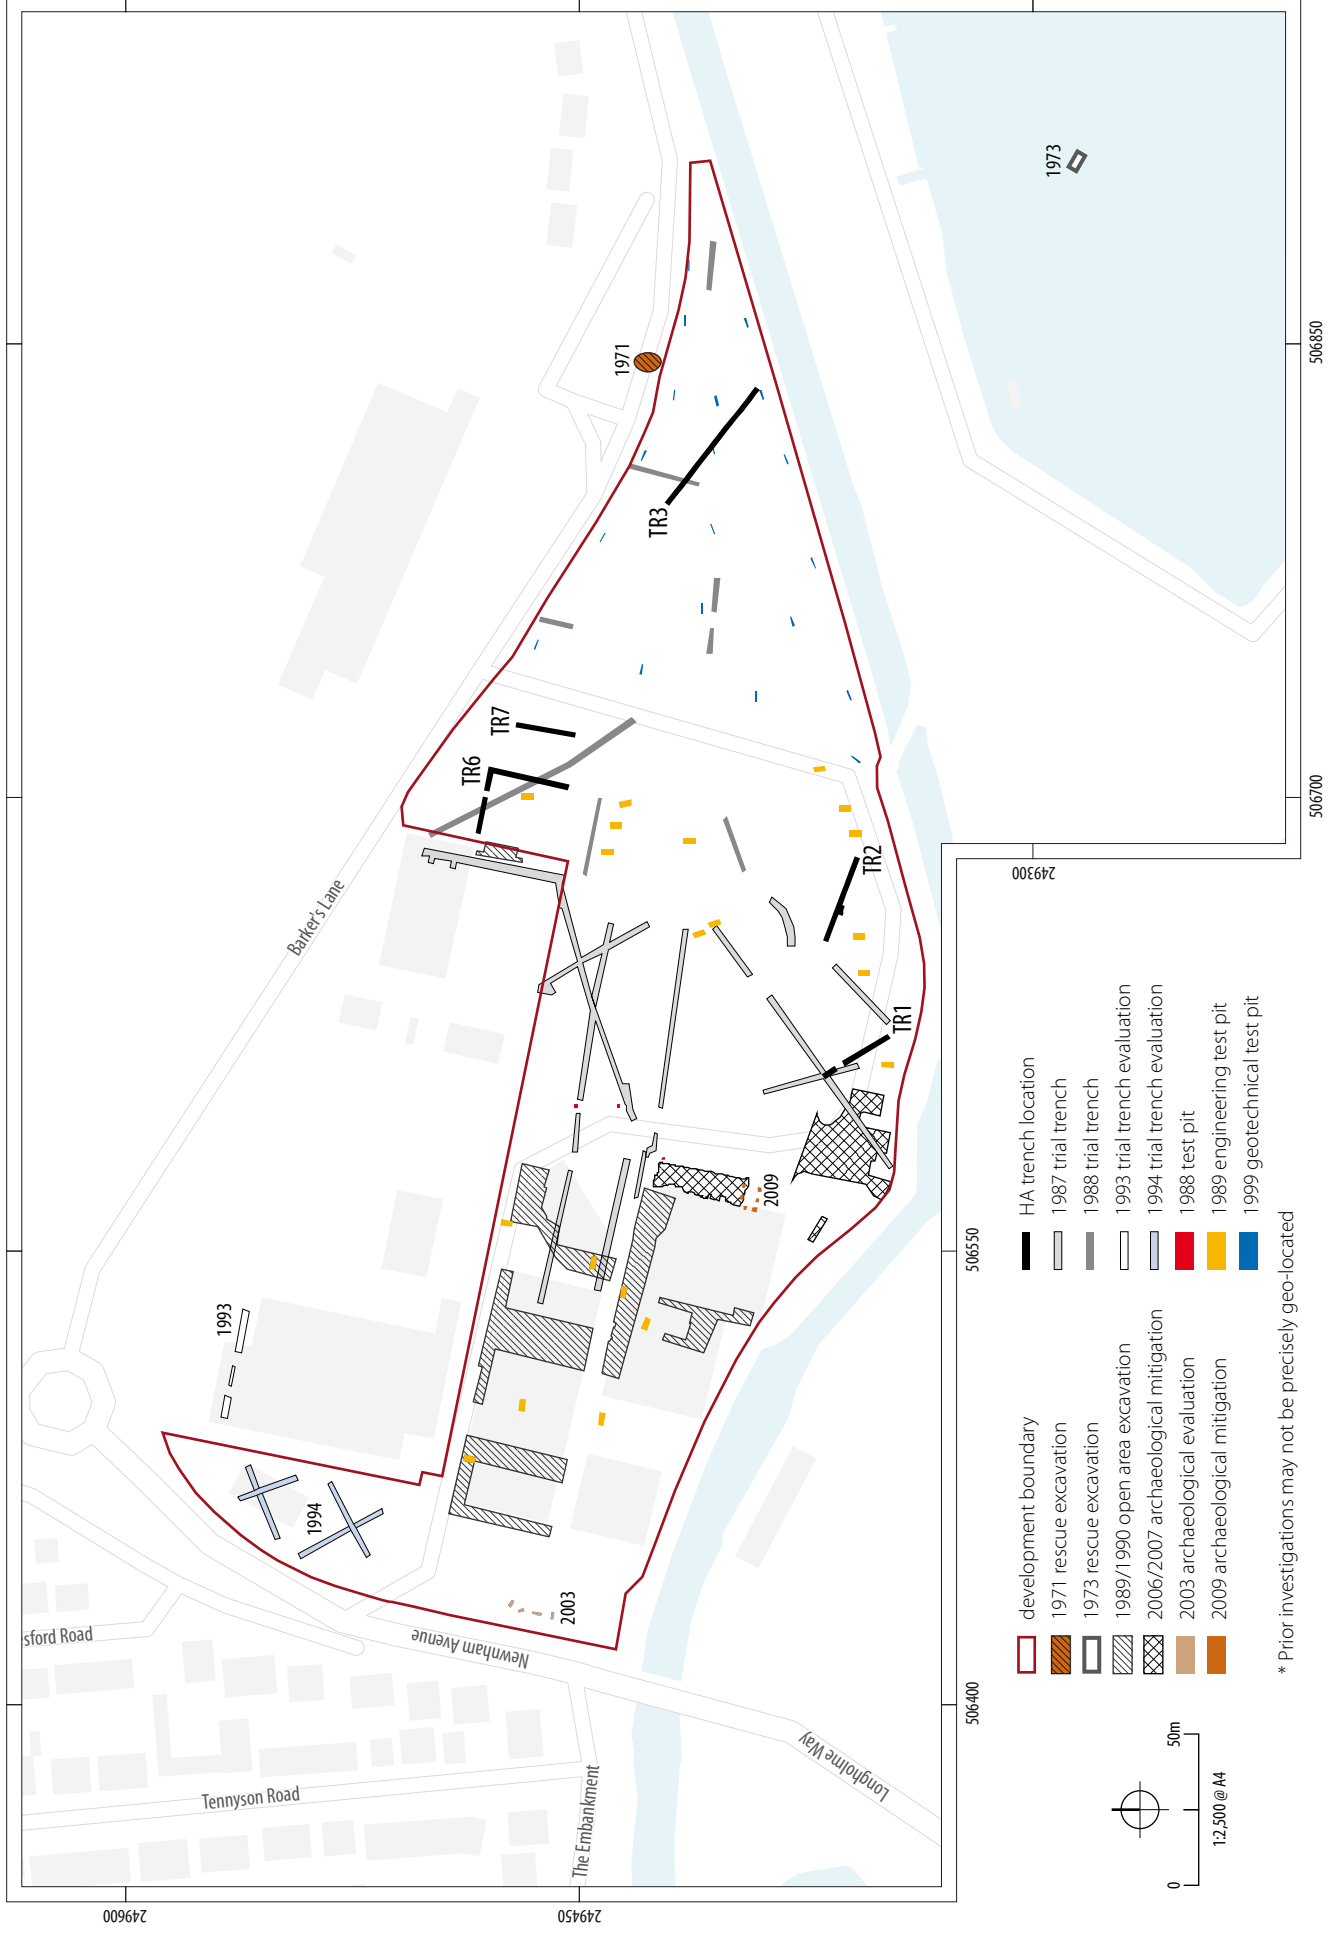 sford Road
Tennyson Road
The Embankment
Newnham Avenue
Longholme Way
Barker's Lane
1994
1993
2003
2009
1971
1973
TR1
TR2
TR3
TR6
TR7
249600
249450
249300
506400
506550
506700
506850
0
50m
1:2,500 @ A4
development boundary
1971 rescue excavation
1973 rescue excavation
1989/1990 open area excavation
2006/2007 archaeological mitigation
2003 archaeological evaluation
2009 archaeological mitigation
HA trench location
1987 trial trench
1988 trial trench
1993 trial trench evaluation
1994 trial trench evaluation
1988 test pit
1989 engineering test pit
1999 geotechnical test pit
* Prior investigations may not be precisely geo-located